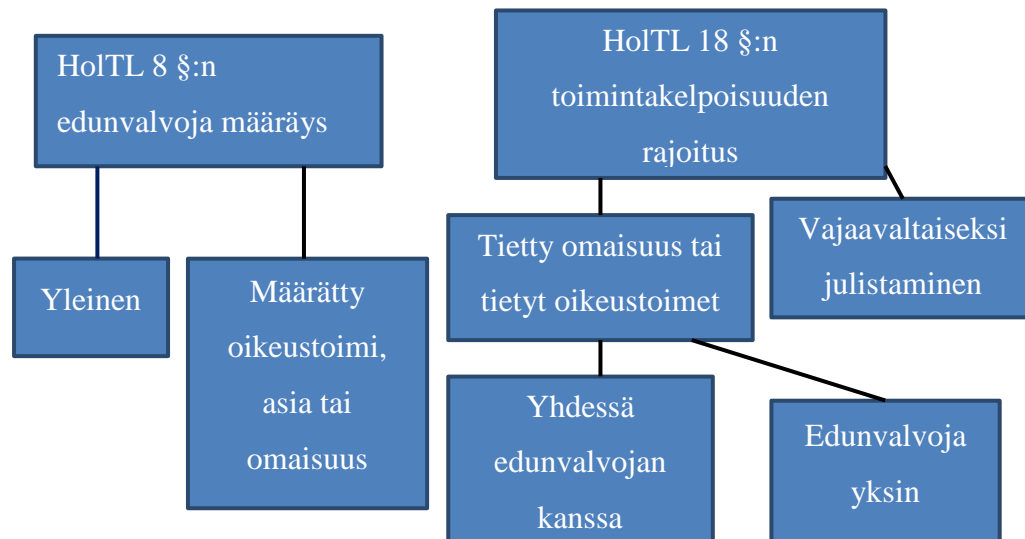 HolTL 8 §:n
edunvalvoja määräys
HolTL 18 §:n
toimintakelpoisuuden
rajoitus
Yleinen
Määrätty
oikeustoimi,
asia tai
omaisuus
Tietty omaisuus tai
tietyt oikeustoimet
Vajaavaltaiseksi
julistaminen
Yhdessä
edunvalvojan
kanssa
Edunvalvoja
yksin